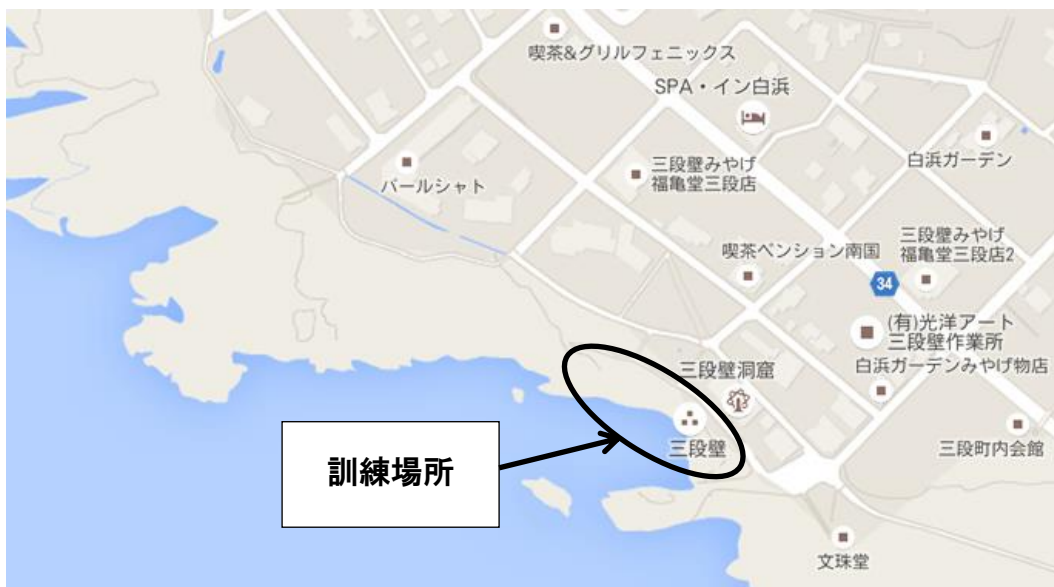 喫茶&グリルフェニックス
SPA・イン白浜
白浜ガーデン
パールシャト
三段壁みやげ
福亀堂三段店
喫茶ペンション南国
三段壁みやげ
福亀堂三段店2
34
(有)光洋アート
三段壁作業所
白浜ガーデンみやげ物店
三段壁洞窟
三段壁
三段町内会館
訓練場所
文珠堂